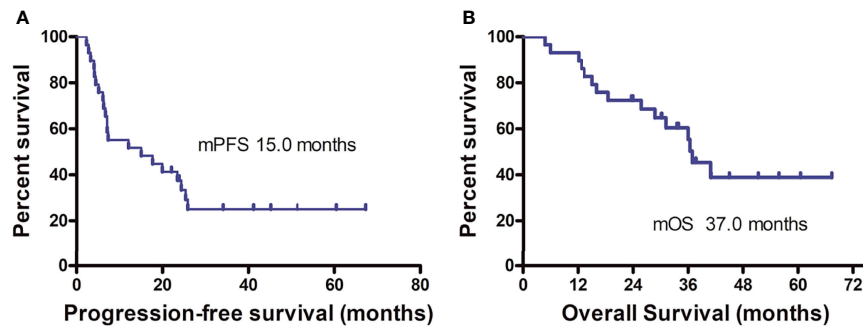 A
Percent survival
100
80
60
40
20
0
mPFS 15.0 months
0 20 40 60 80
Progression-free survival (months)
B
Percent survival
100
80
60
40
20
0
mOS 37.0 months
0 12 24 36 48 60 72
Overall Survival (months)